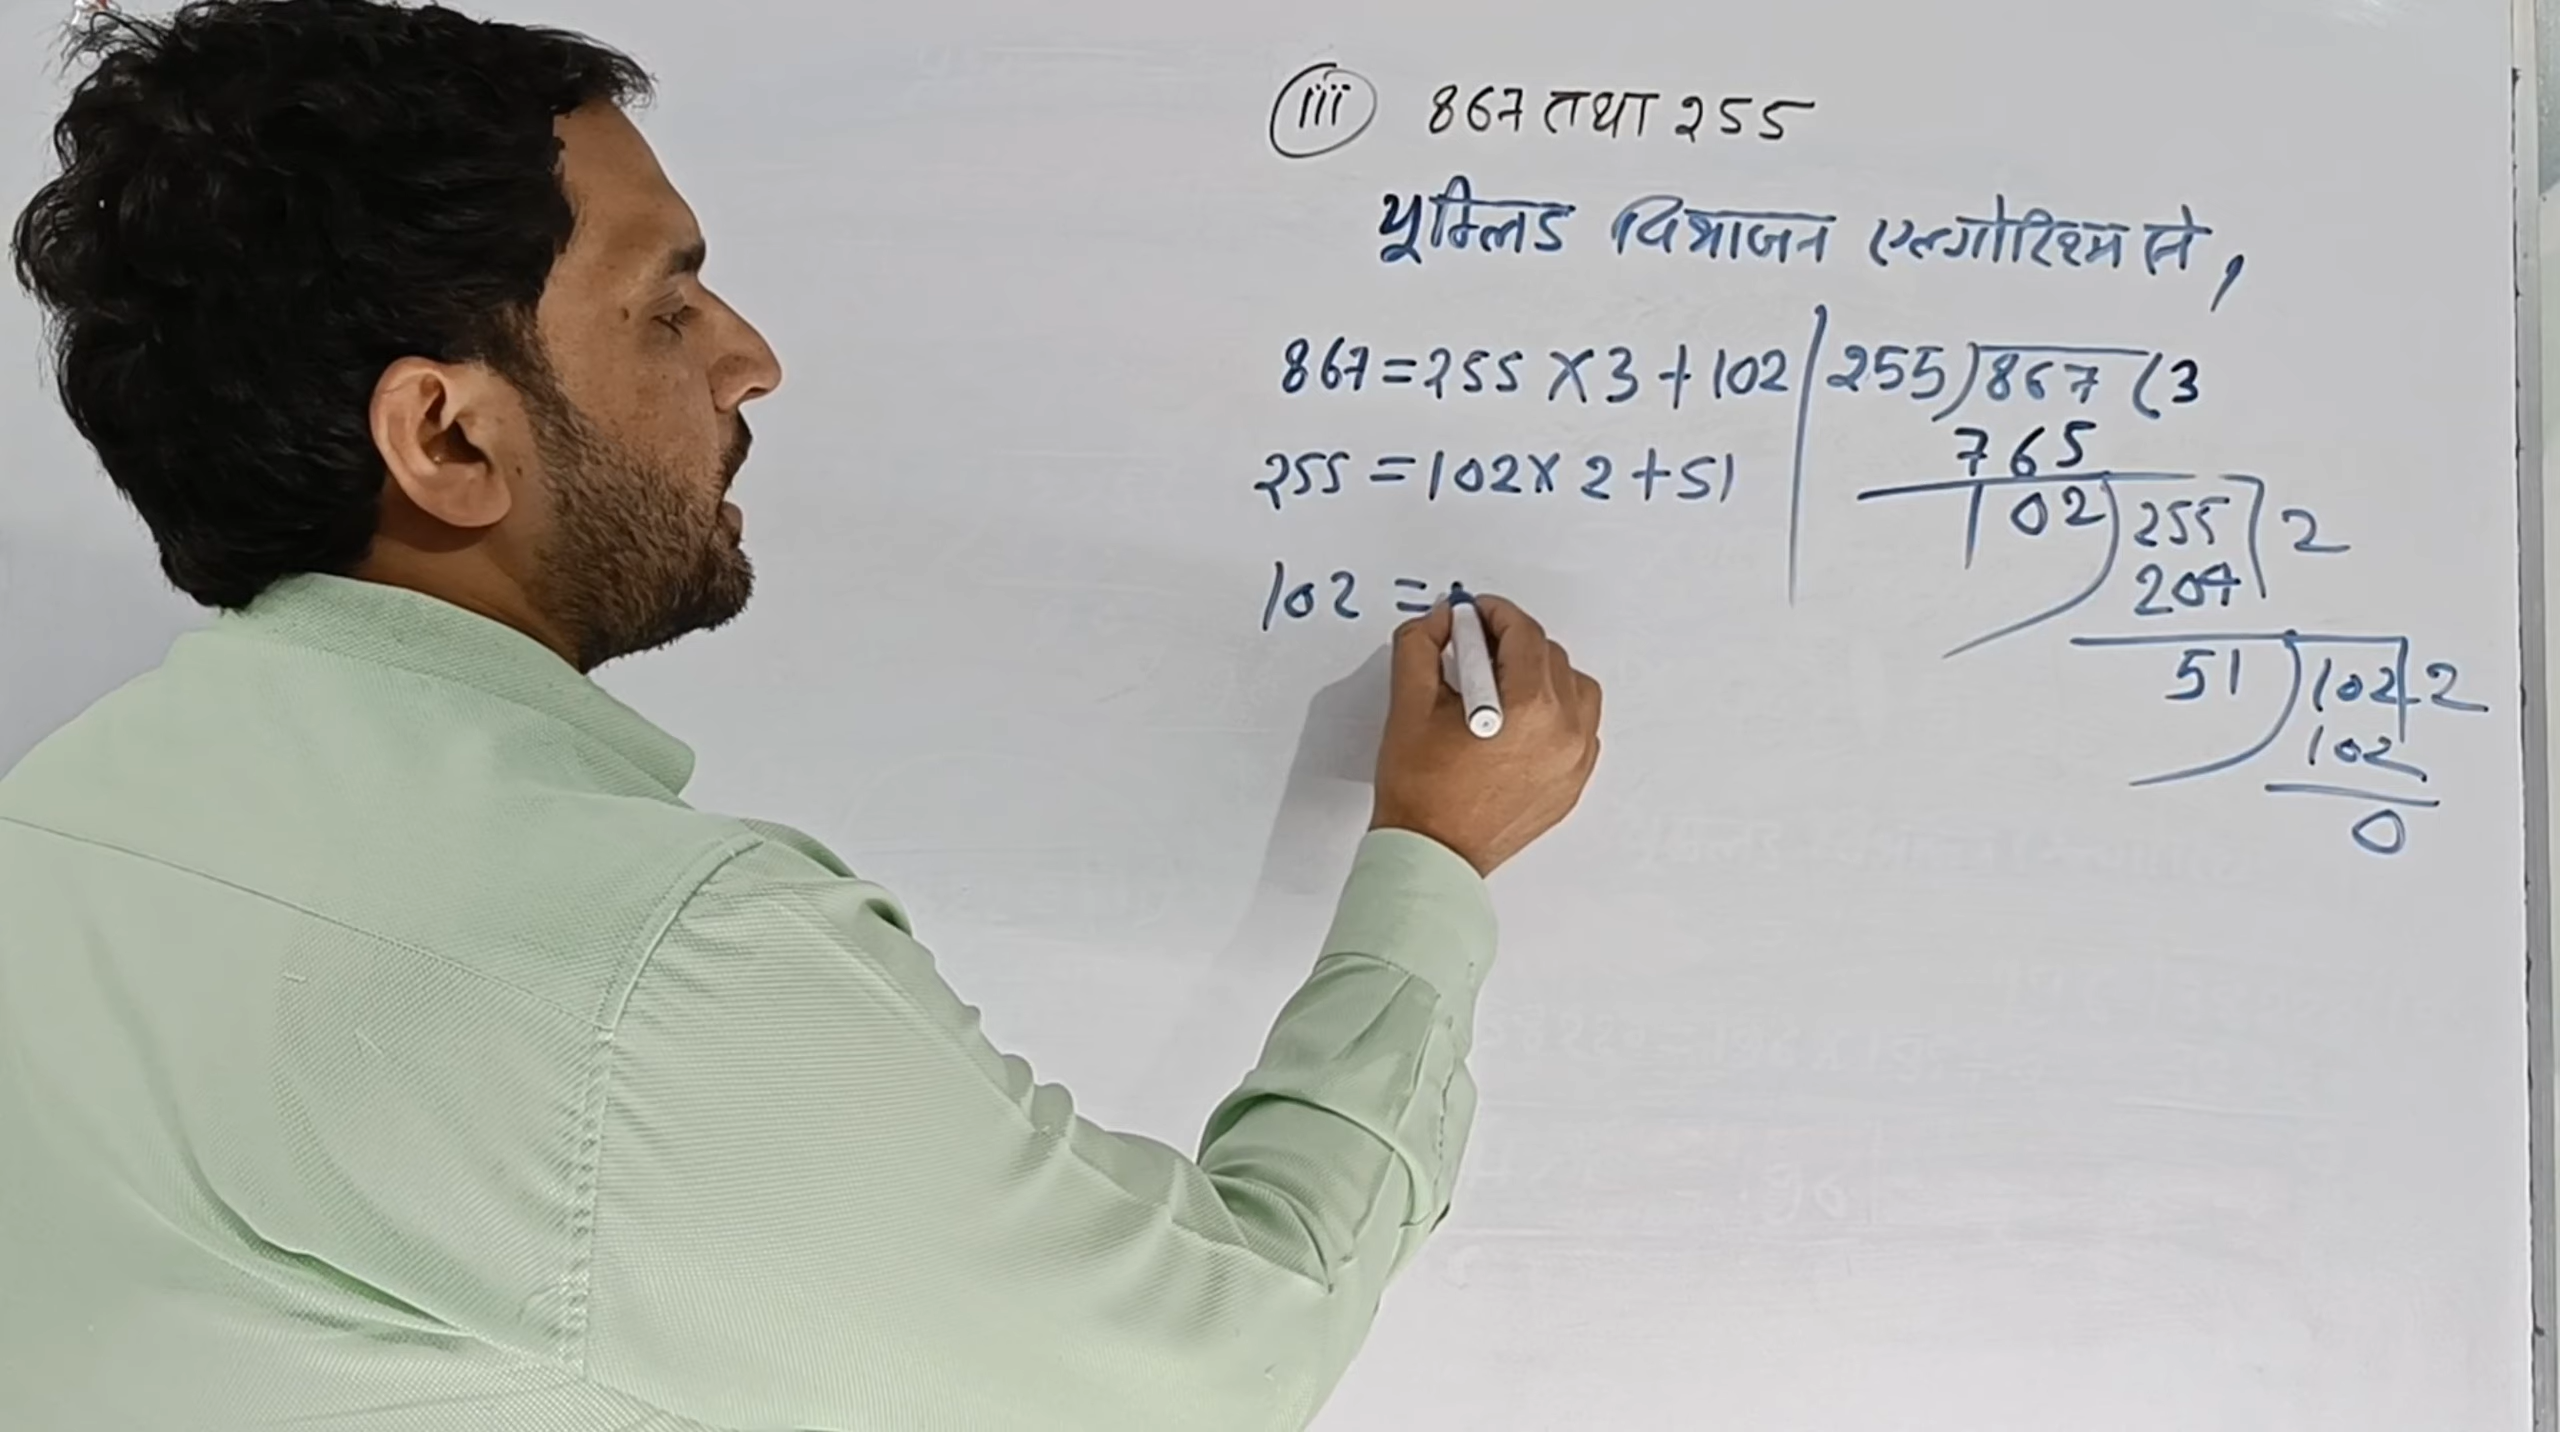 (iii) 867 तथा 255
यूक्लिड विभाजन एल्गोरिथ्म से,
867 = 255 × 3 + 102
255 = 102 × 2 + 51
102 =
255) 867 (3
765
102) 255 | 2
204
51) 102 | 2
102
0